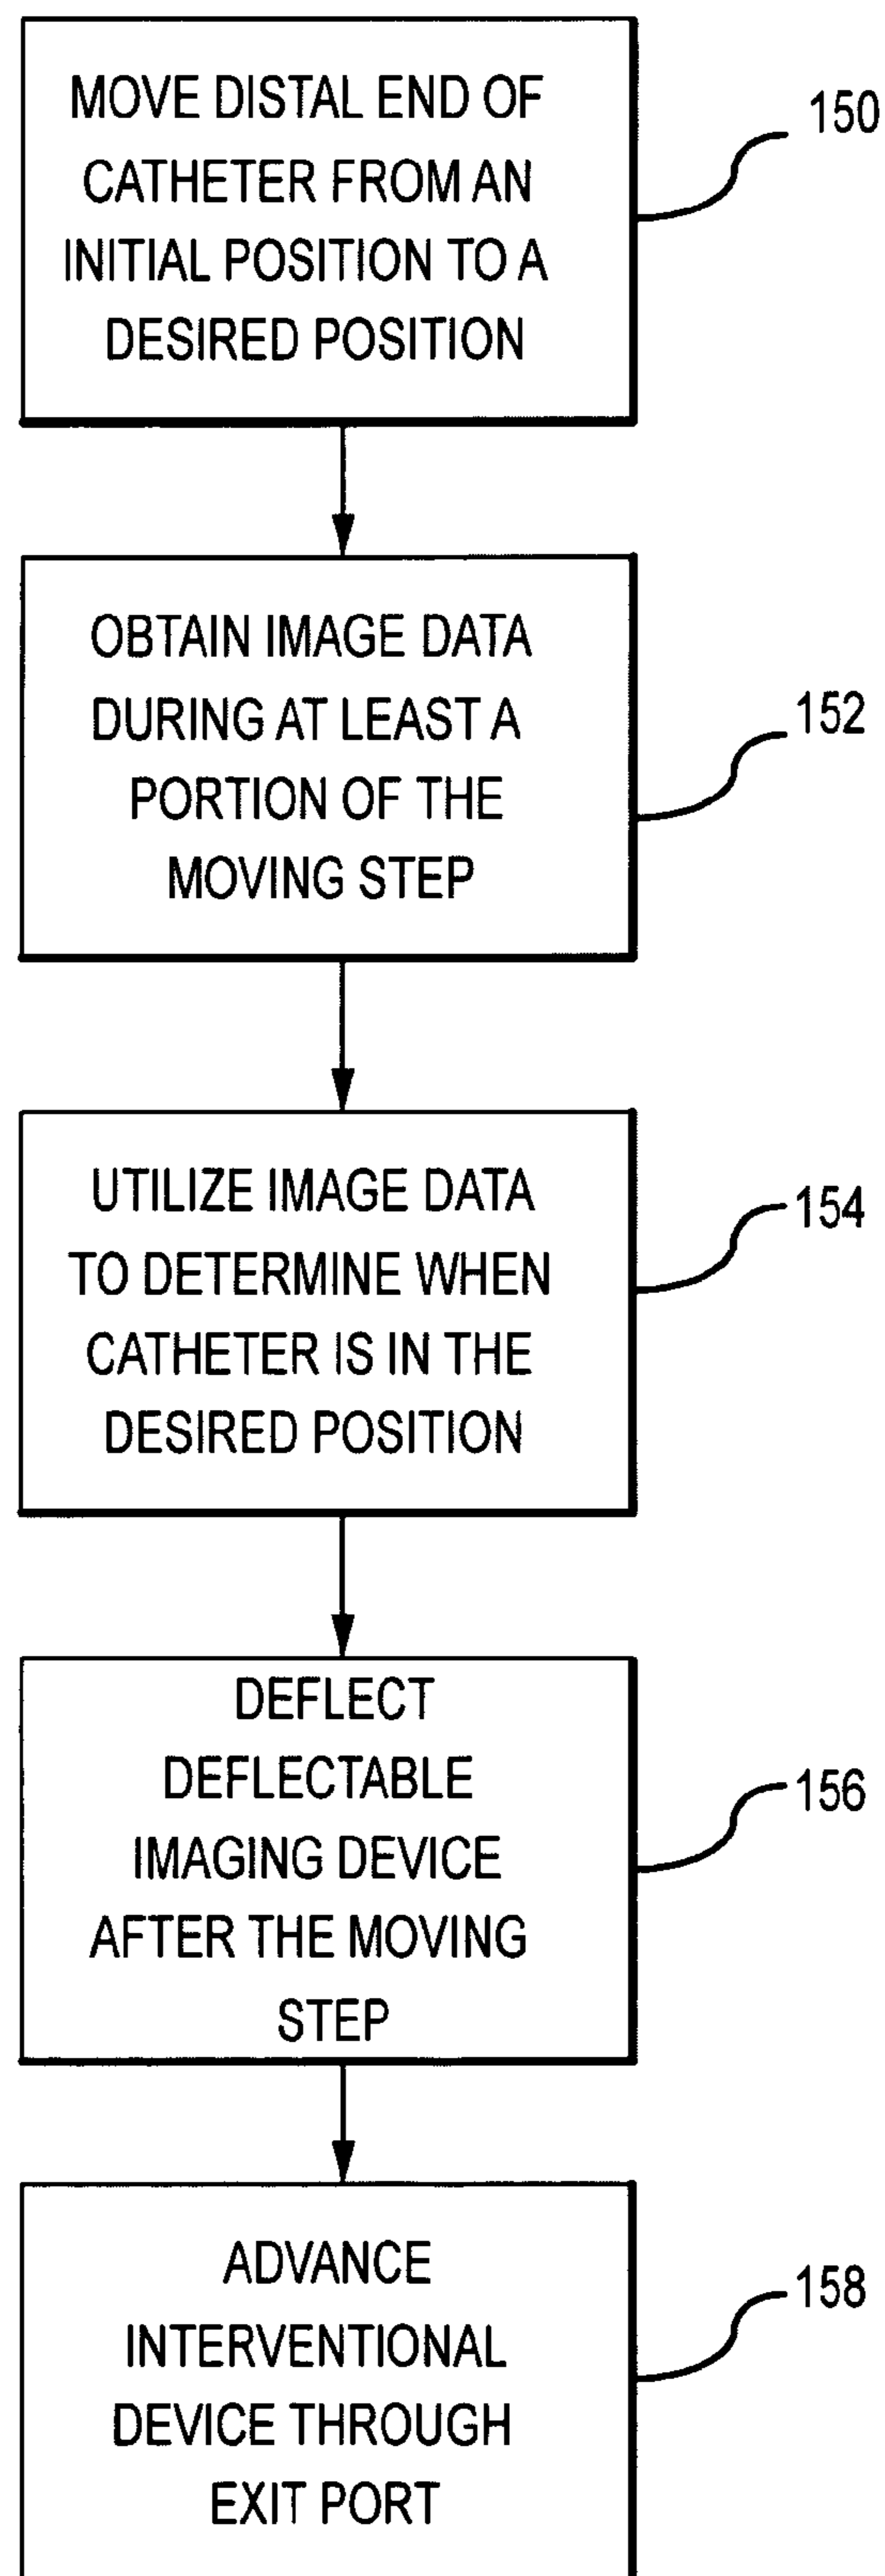 MOVE DISTAL END OF
CATHETER FROM AN
INITIAL POSITION TO A
DESIRED POSITION
150
OBTAIN IMAGE DATA
DURING AT LEAST A
PORTION OF THE
MOVING STEP
152
UTILIZE IMAGE DATA
TO DETERMINE WHEN
CATHETER IS IN THE
DESIRED POSITION
154
DEFLECT
DEFLECTABLE
IMAGING DEVICE
AFTER THE MOVING
STEP
156
ADVANCE
INTERVENTIONAL
DEVICE THROUGH
EXIT PORT
158